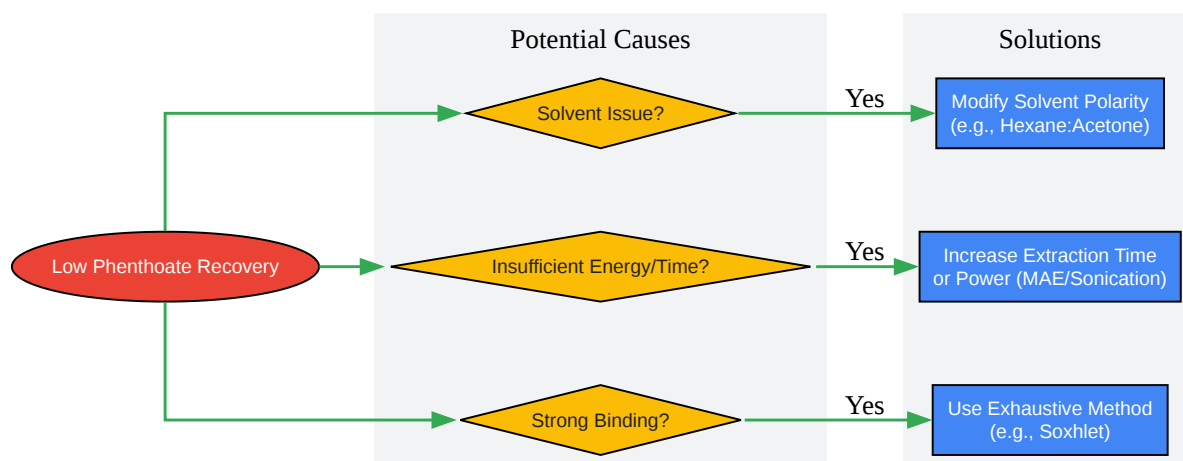 Potential Causes
Solutions
Solvent Issue?
Yes
Modify Solvent Polarity
(e.g., Hexane:Acetone)
Low Phenthoate Recovery
Insufficient Energy/Time?
Yes
Increase Extraction Time
or Power (MAE/Sonication)
Strong Binding?
Yes
Use Exhaustive Method
(e.g., Soxhlet)